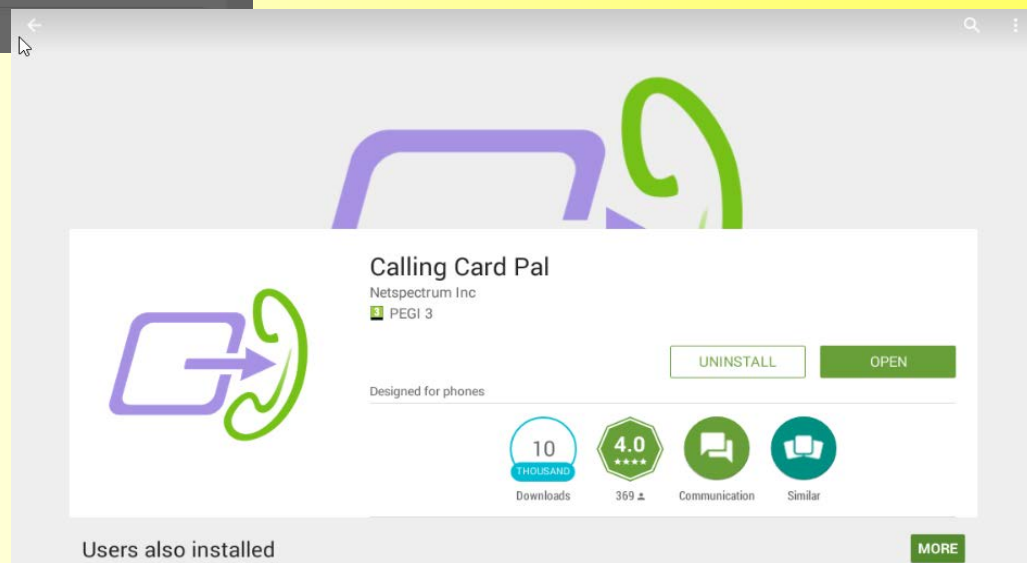 Calling Card Pal
Netspectrum Inc
3 PEGI 3
UNINSTALL OPEN
Designed for phones
10
THOUSAND
4.0
Downloads 369 Communication Similar
Users also installed MORE